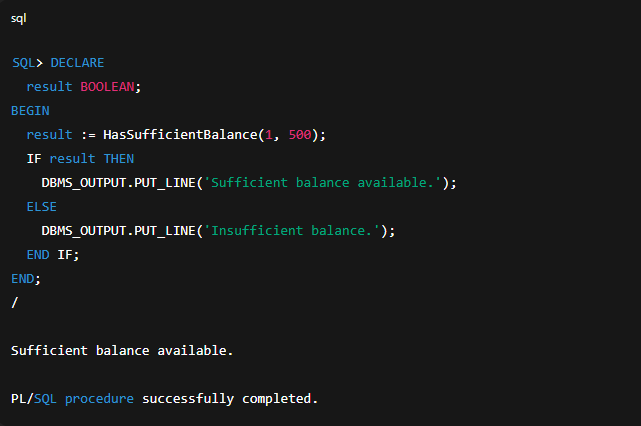 sql
SQL> DECLARE
result BOOLEAN;
BEGIN
result := HasSufficientBalance(1, 500);
IF result THEN
DBMS_OUTPUT.PUT_LINE('Sufficient balance available.');
ELSE
DBMS_OUTPUT.PUT_LINE('Insufficient balance.');
END IF;
END;
/
Sufficient balance available.
PL/SQL procedure successfully completed.